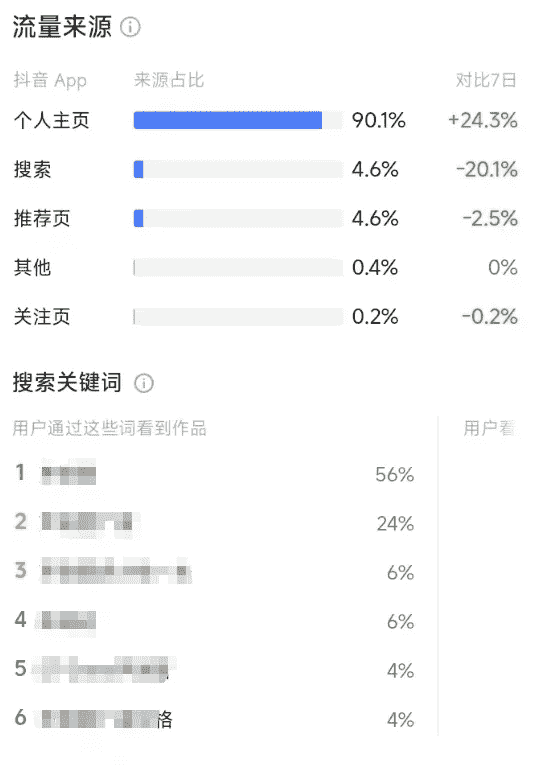 流量来源
抖音 App 来源占比 对比7日
个人主页 90.1% +24.3%
搜索 4.6% -20.1%
推荐页 4.6% -2.5%
其他 0.4% 0%
关注页 0.2% -0.2%
搜索关键词
用户通过这些词看到作品 用户看
1 56%
2 24%
3 6%
4 6%
5 4%
6 格 4%